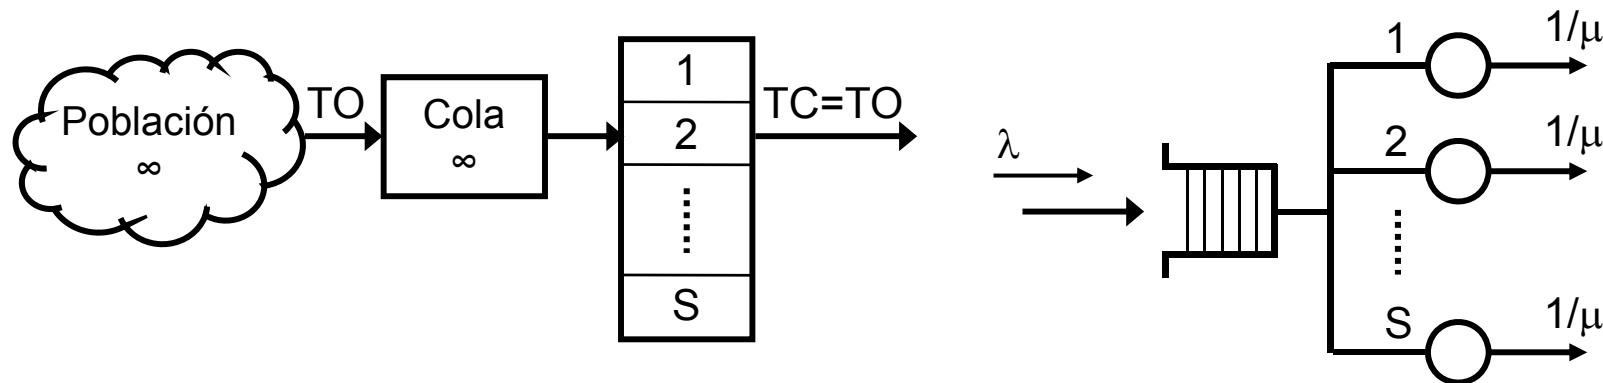 Población
∞
TO
Cola
∞
1
2
S
TC=TO
λ
1
1/μ
2
1/μ
S
1/μ